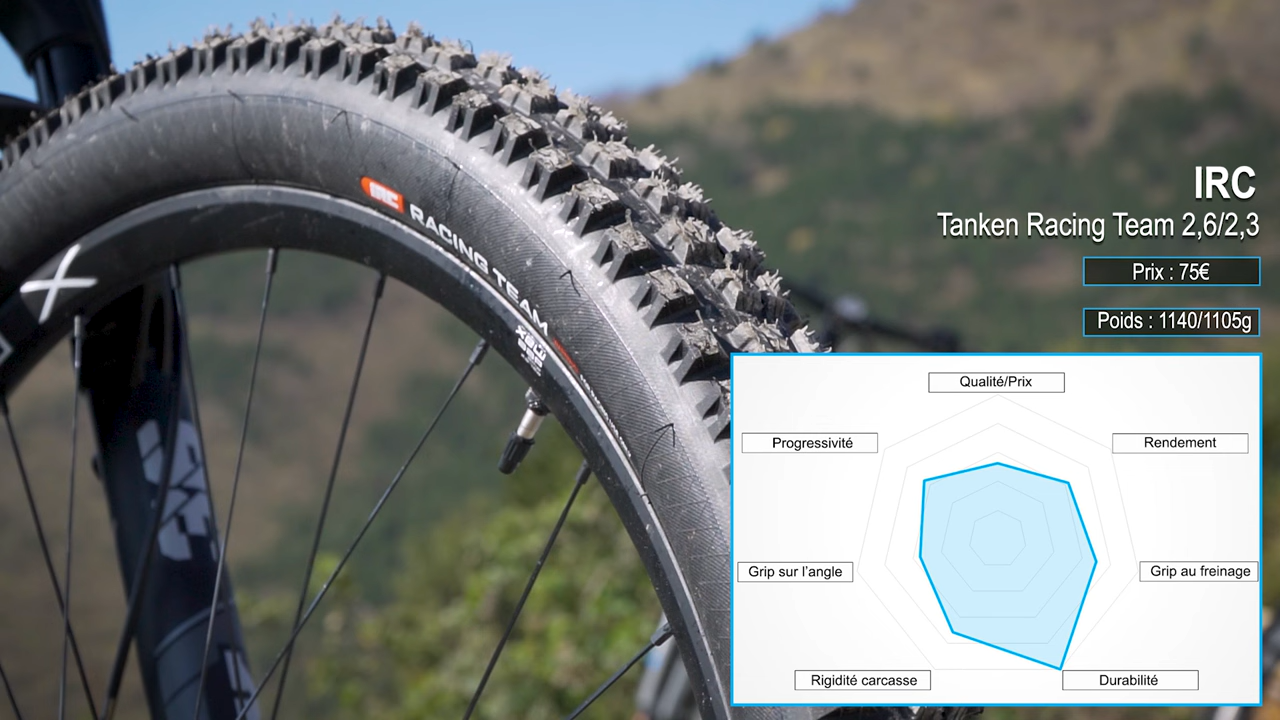 IRC
Tanken Racing Team 2,6/2,3
Prix : 75€
Poids : 1140/1105g
IRC RACING TEAM
Qualité/Prix
Progressivité
Rendement
Grip sur l'angle
Grip au freinage
Rigidité carcasse
Durabilité